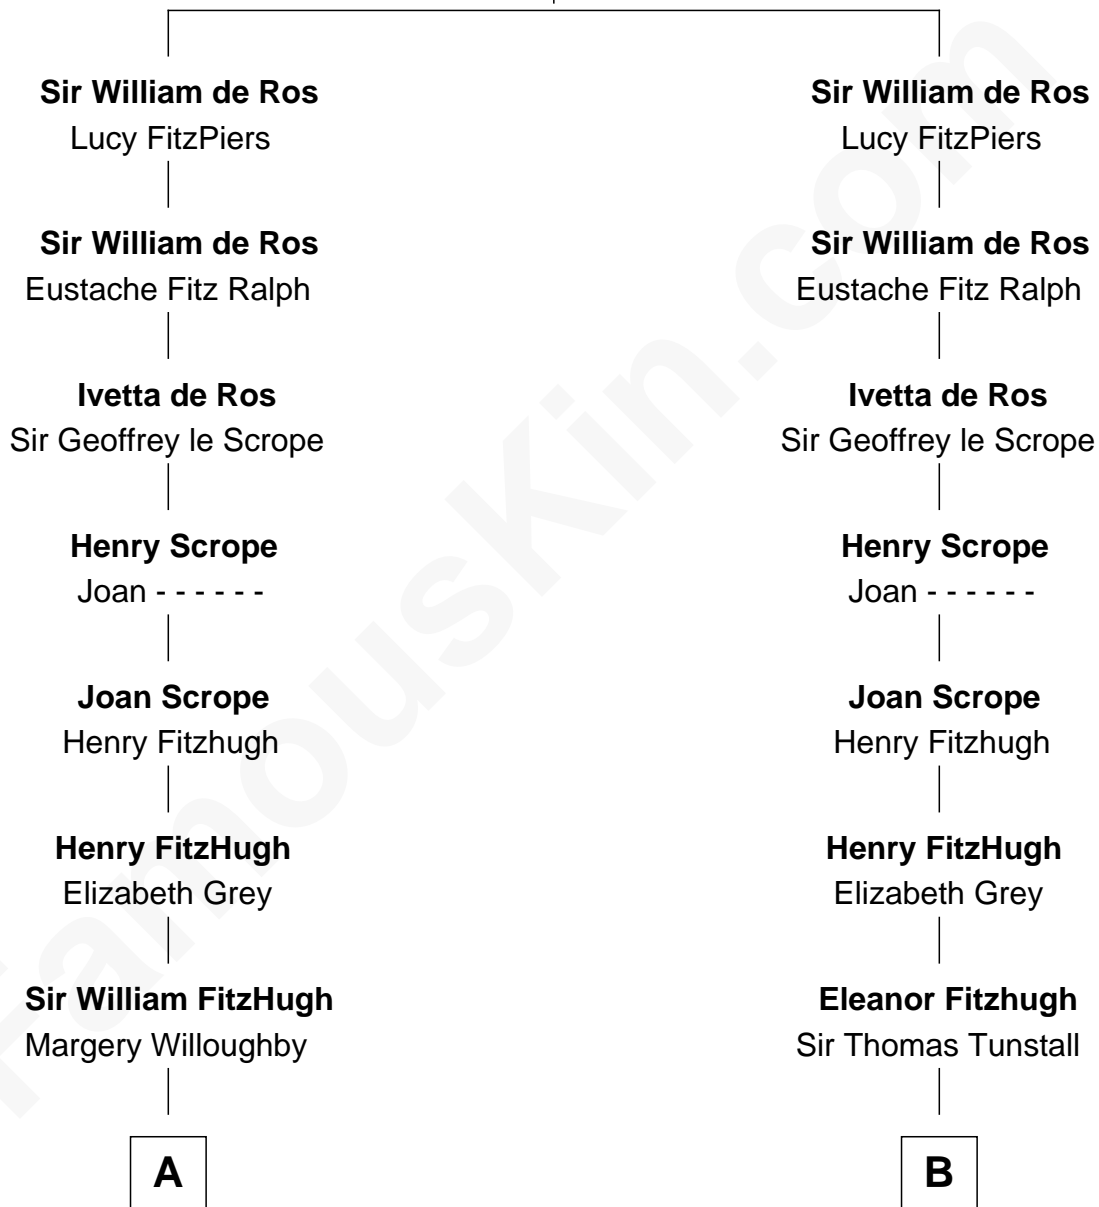 Sir William de Ros
Lucy FitzPiers
Sir William de Ros
Eustache Fitz Ralph
Ivetta de Ros
Sir Geoffrey le Scrope
Henry Scrope
Joan - - - - - -
Joan Scrope
Henry Fitzhugh
Henry FitzHugh
Elizabeth Grey
Sir William FitzHugh
Margery Willoughby
A
Sir William de Ros
Lucy FitzPiers
Sir William de Ros
Eustache Fitz Ralph
Ivetta de Ros
Sir Geoffrey le Scrope
Henry Scrope
Joan - - - - - -
Joan Scrope
Henry Fitzhugh
Henry FitzHugh
Elizabeth Grey
Eleanor Fitzhugh
Sir Thomas Tunstall
B
FamousKin.com